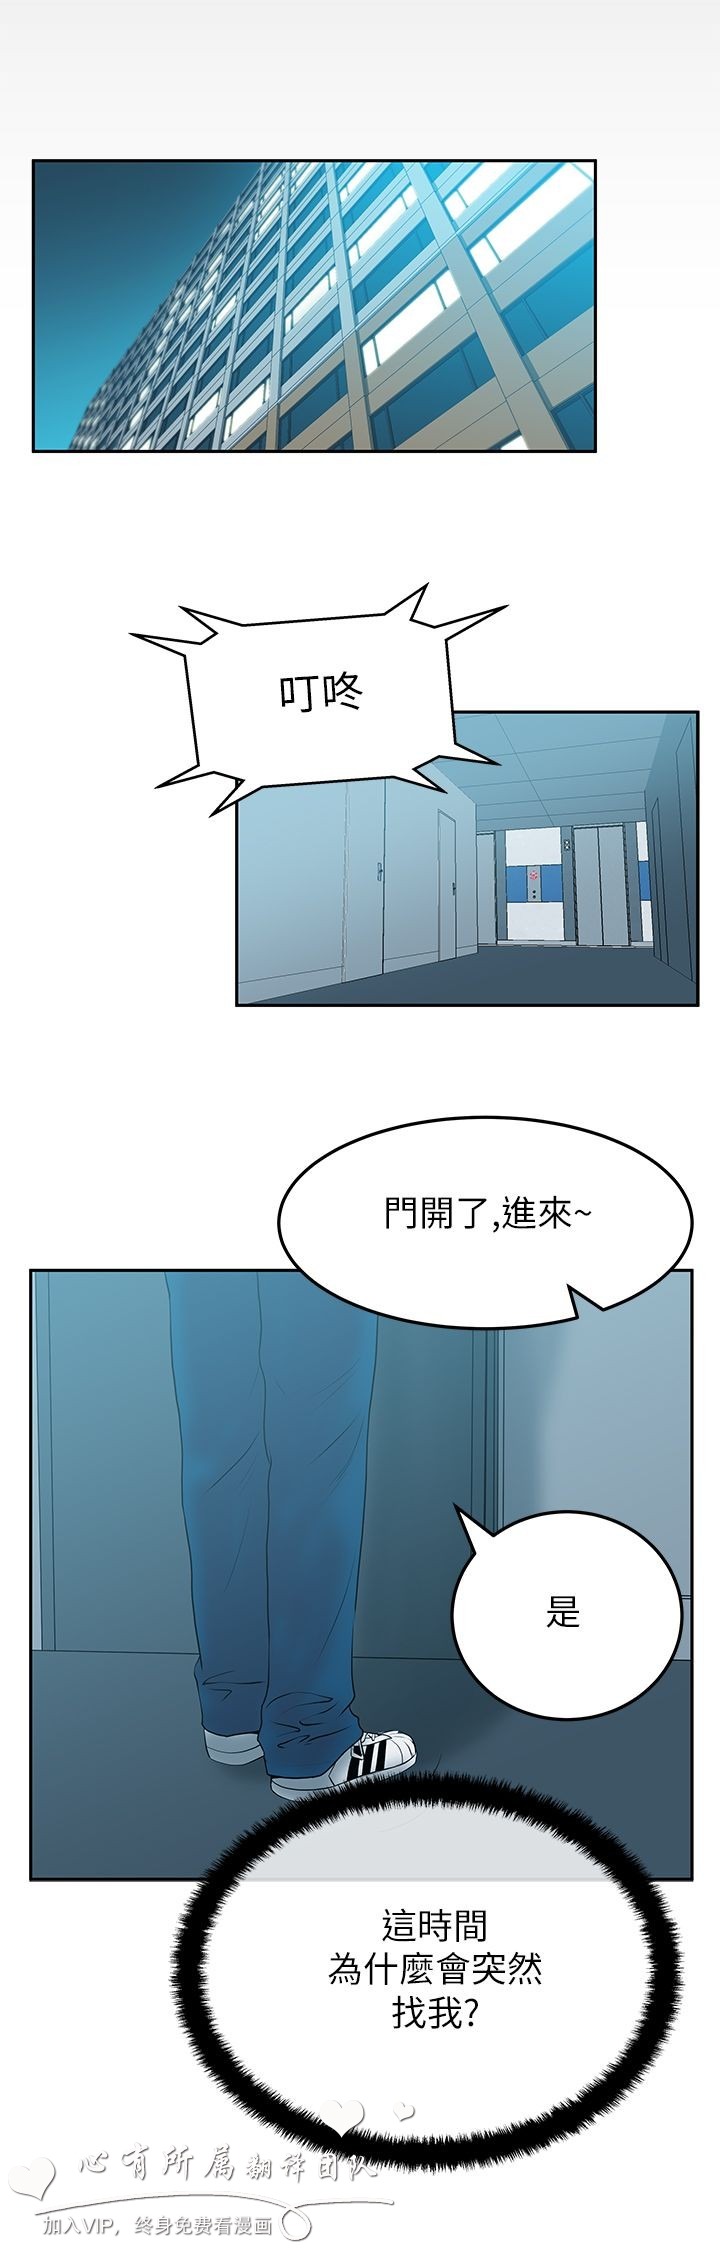 叮咚
門開了,進來~
是
這時間
為什麼會突然
找我?
心有所属翻译团队
加入VIP，终身免费看漫画